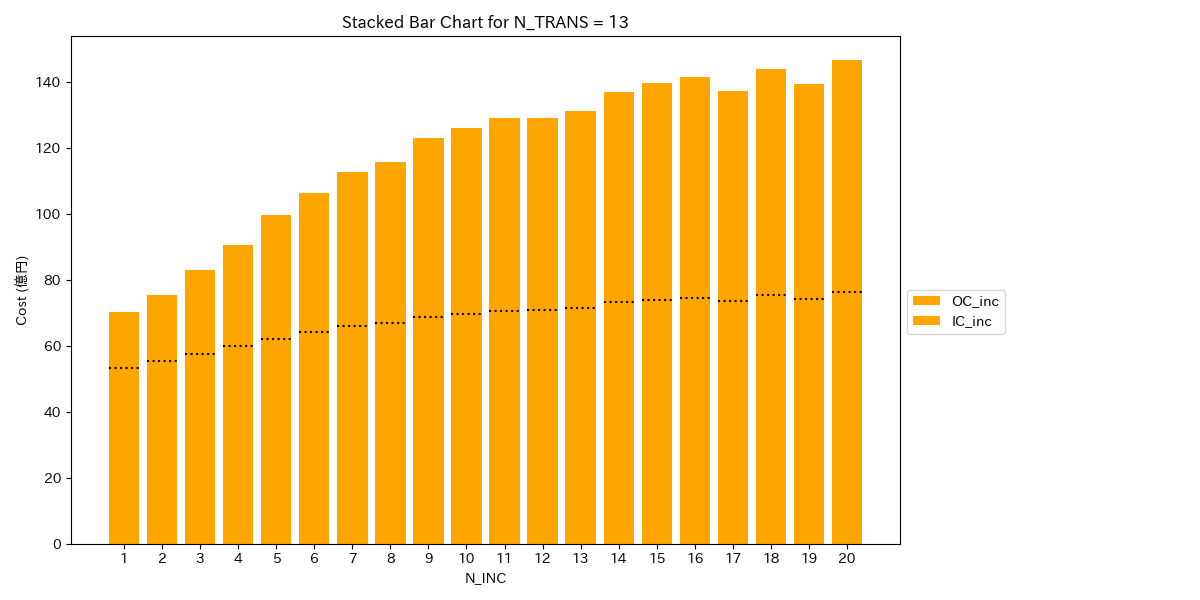 Stacked Bar Chart for N_TRANS = 13
Cost (億円)
140
120
100
80
60
40
20
0
1 2 3 4 5 6 7 8 9 10 11 12 13 14 15 16 17 18 19 20
N_INC
OC_inc
IC_inc